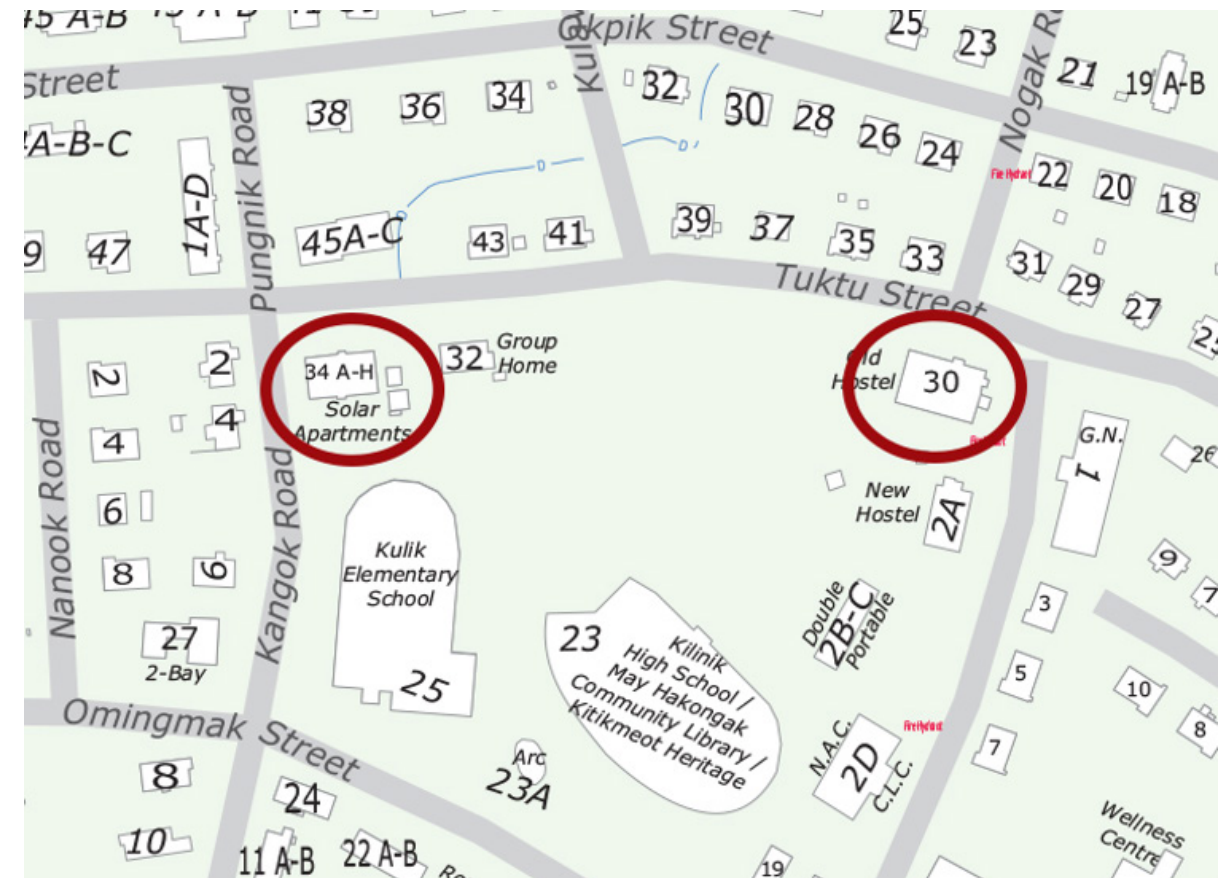 45 A-B
25
23
21
19 A-B
Okpik Street
Street
Nogak
Pungnik Road
38
36
34
32
30
28
26
24
22
20
18
Fire Hydrant
A-B-C
1A-D
47
45A-C
43
41
39
37
35
33
31
29
27
Tuktu Street
2
4
6
8
Nanook Road
2
4
9
27
2-Bay
Kangok Road
34 A-H
Solar
Apartments
32
Group
Home
Old
Hostel
30
New
Hostel
2A
G.N.
1
26
Kulik
Elementary
School
25
23
Kilinik
High School /
May Hakongak
Community Library /
Kitikmeot Heritage
Double
2B-C
Portable
3
5
7
9
7
10
8
N.A.C.
2D
C.L.C.
Fire Hydrant
Arc
23A
Omingmak Street
8
10
24
11 A-B
22 A-B
19
Wellness
Centre